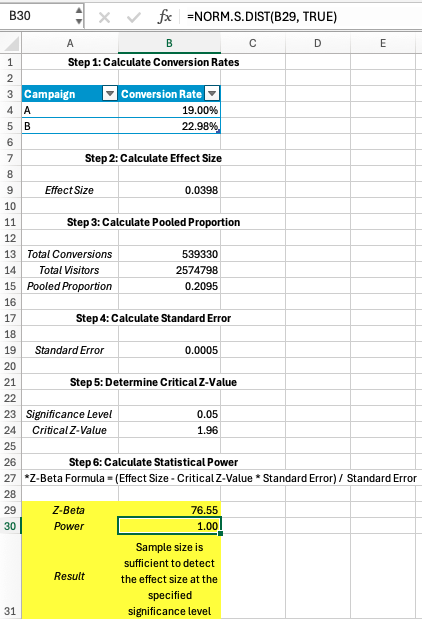 B30 fx =NORM.S.DIST(B29, TRUE)
A B C D E
1 Step 1: Calculate Conversion Rates
2
3 Campaign Conversion Rate
4 A 19.00%
5 B 22.98%
6
7 Step 2: Calculate Effect Size
8
9 Effect Size 0.0398
10
11 Step 3: Calculate Pooled Proportion
12
13 Total Conversions 539330
14 Total Visitors 2574798
15 Pooled Proportion 0.2095
16
17 Step 4: Calculate Standard Error
18
19 Standard Error 0.0005
20
21 Step 5: Determine Critical Z-Value
22
23 Significance Level 0.05
24 Critical Z-Value 1.96
25
26 Step 6: Calculate Statistical Power
27 *Z-Beta Formula = (Effect Size - Critical Z-Value * Standard Error) / Standard Error
28
29 Z-Beta 76.55
30 Power 1.00
Sample size is
sufficient to detect
Result the effect size at the
specified
31 significance level